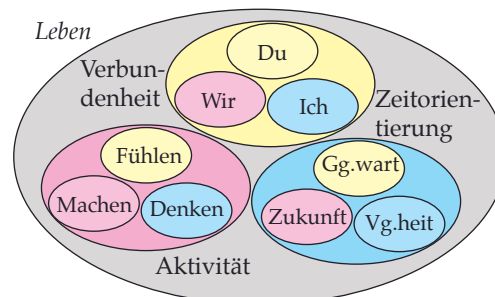 Leben
Du
Verbun-
denheit
Wir
Ich
Zeitorien-
tierung
Fühlen
Machen
Denken
Gg.wart
Zukunft
Vg.heit
Aktivität